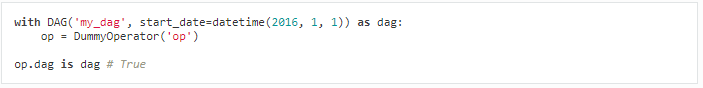 with DAG('my_dag', start_date=datetime(2016, 1, 1)) as dag:
    op = DummyOperator('op')
op.dag is dag # True